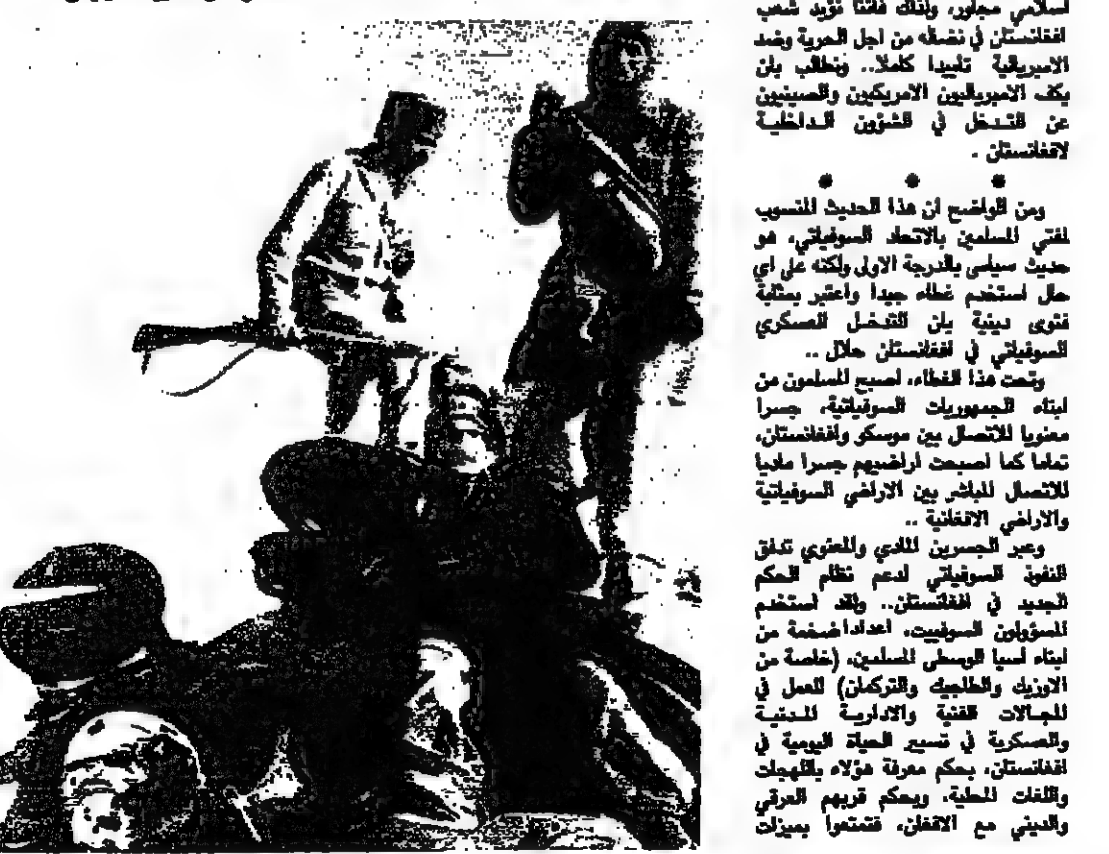 اسلامي مجاور، ولذلك فاننا نؤيد شعب
افغانستان في نضاله من اجل الحرية وضد
الامبريالية تاييدا كاملا.. ونطالب بان
يكف الامبرياليون الامريكيون والصينيون
عن التدخل في الشؤون الداخلية
لافغانستان .
* * *
ومن الواضح ان هذا الحديث المنسوب
لمفتي المسلمين بالاتحاد السوفياتي، هو
حديث سياسي بالدرجة الاولى ولكنه على اي
حال استخدم غطاء جيدا واعتبر بمثابة
فتوى دينية بان التدخل العسكري
السوفياتي في افغانستان حلال ..
وتحت هذا الغطاء، اصبح المسلمون من
ابناء الجمهوريات السوفياتية، جسرا
معنويا للاتصال بين موسكو وافغانستان،
تماما كما اصبحت اراضيهم جسرا ماديا
للاتصال المباشر بين الاراضي السوفياتية
والاراضي الافغانية ..
وعبر الجسرين المادي والمعنوي تدفق
النفوذ السوفياتي لدعم نظام الحكم
الجديد في افغانستان.. ولقد استخدم
المسؤولون السوفييت، اعدادا ضخمة من
ابناء اسيا الوسطى المسلمين، (خاصة من
الاوزبك والطاجيك والتركمان) للعمل في
المجالات الفنية والادارية المدنية
والعسكرية في تسيير الحياة اليومية في
افغانستان، بحكم معرفة هؤلاء باللهجات
واللغات المحلية، وبحكم قربهم العرقي
والديني مع الافغان، فتمتعوا بميزات